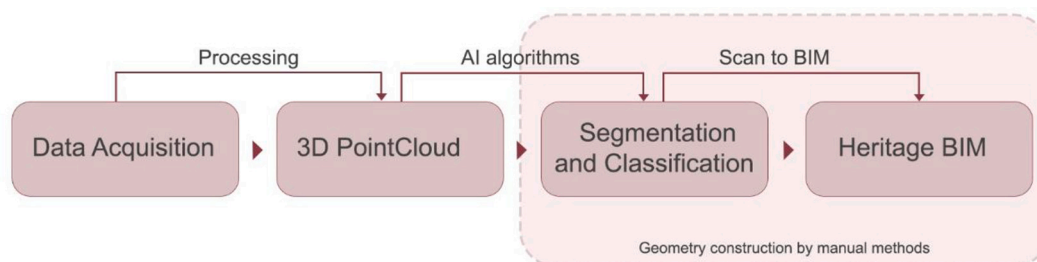 Processing
AI algorithms
Scan to BIM
Data Acquisition
3D PointCloud
Segmentation
and Classification
Heritage BIM
Geometry construction by manual methods